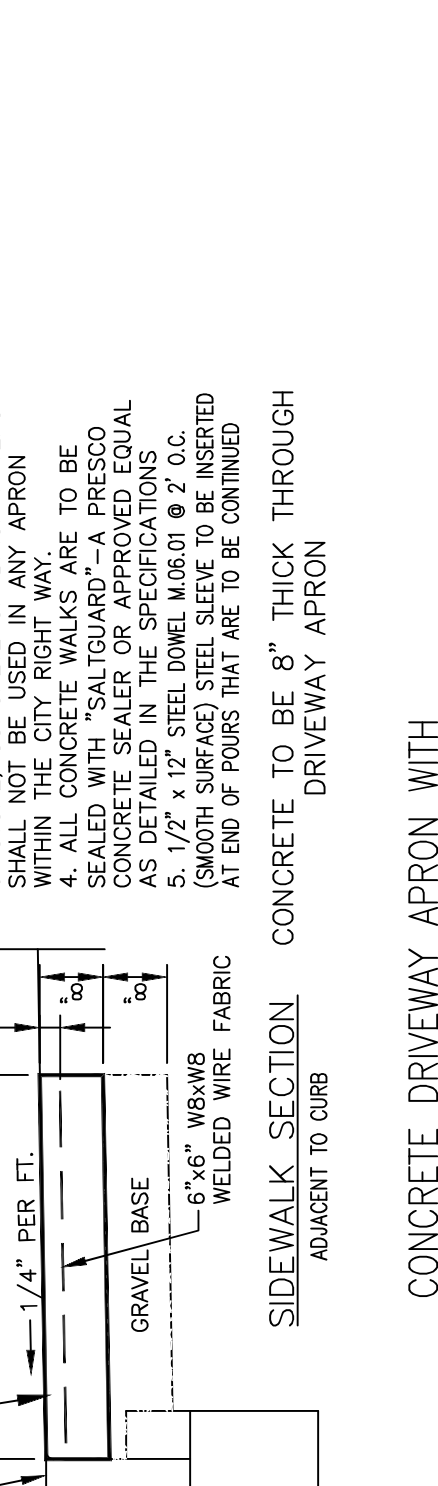 SHALL NOT BE USED IN ANY APRON
WITHIN THE CITY RIGHT WAY.
4. ALL CONCRETE WALKS ARE TO BE
SEALED WITH "SALTGUARD"-A PRESCO
CONCRETE SEALER OR APPROVED EQUAL
AS DETAILED IN THE SPECIFICATIONS
5. 1/2" x 12" STEEL DOWEL M.06.01 @ 2' O.C.
(SMOOTH SURFACE) STEEL SLEEVE TO BE INSERTED
AT END OF POURS THAT ARE TO BE CONTINUED
1/4" PER FT.
8"
8"
GRAVEL BASE
6"x6" W8xW8
WELDED WIRE FABRIC
SIDEWALK SECTION
ADJACENT TO CURB
CONCRETE TO BE 8" THICK THROUGH
DRIVEWAY APRON
CONCRETE DRIVEWAY APRON WITH